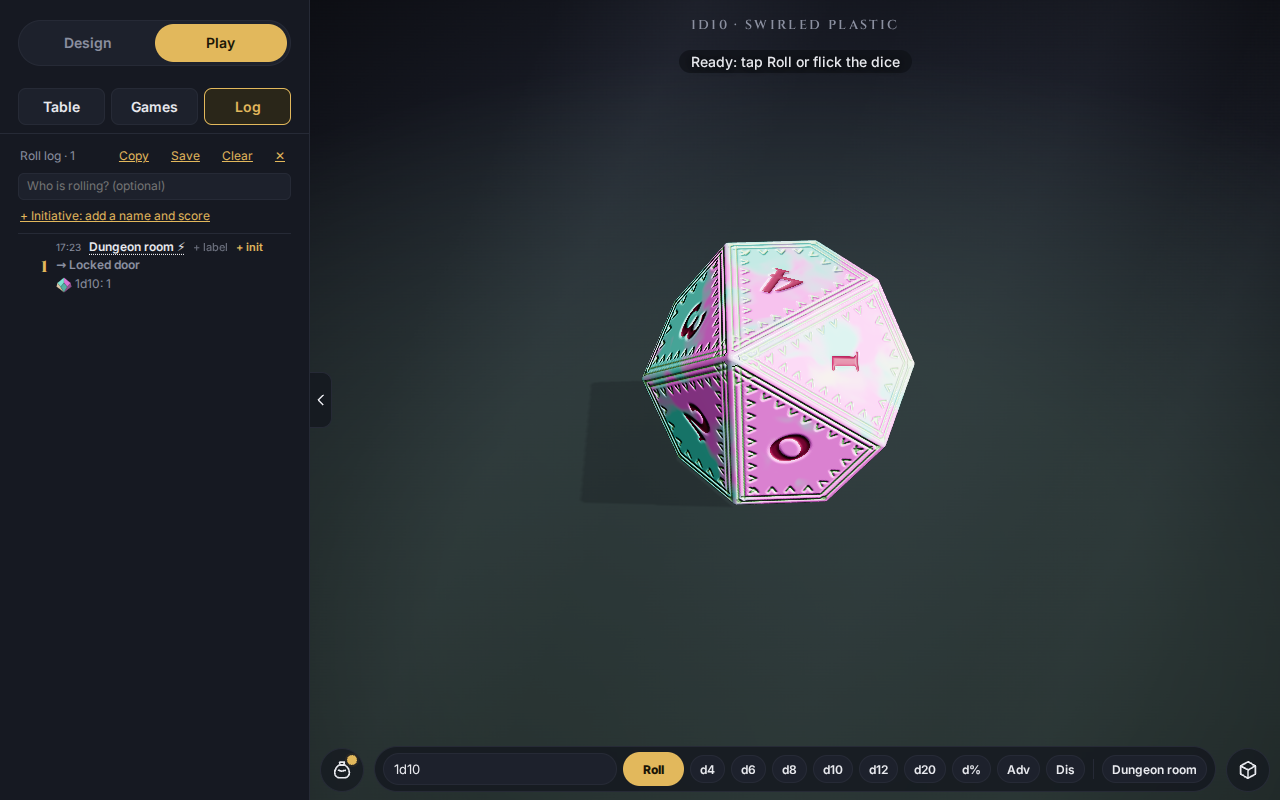 Design Play
1D10 · SWIRLED PLASTIC
Ready: tap Roll or flick the dice
Table Games Log
Roll log · 1 Copy Save Clear ✕
Who is rolling? (optional)
+ Initiative: add a name and score
17:23 Dungeon room ⚡ + label + init
1 → Locked door
1d10: 1
4
3
1
2
0
1d10 Roll d4 d6 d8 d10 d12 d20 d% Adv Dis Dungeon room